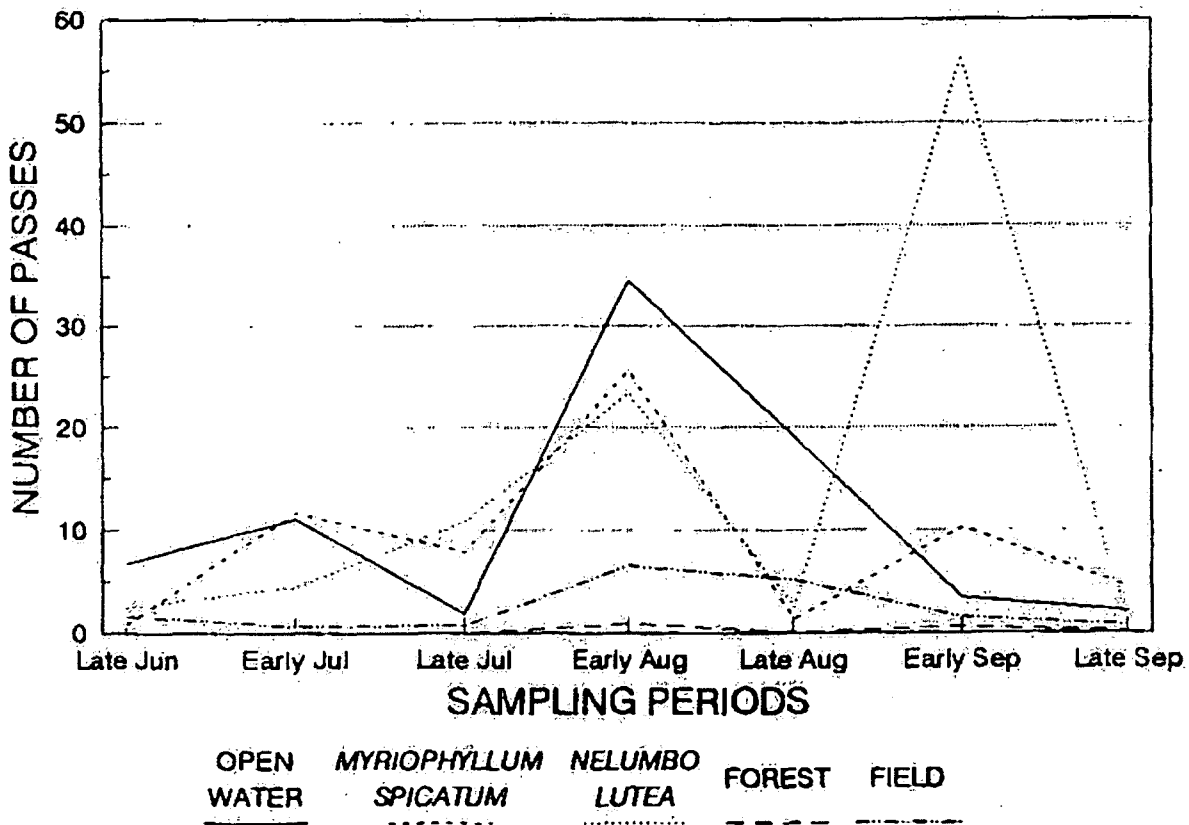 60
50
40
30
20
10
0
NUMBER OF PASSES
Late Jun Early Jul Late Jul Early Aug Late Aug Early Sep Late Sep
SAMPLING PERIODS
OPEN WATER
MYRIOPHYLLUM SPICATUM
NELUMBO LUTEA
FOREST
FIELD